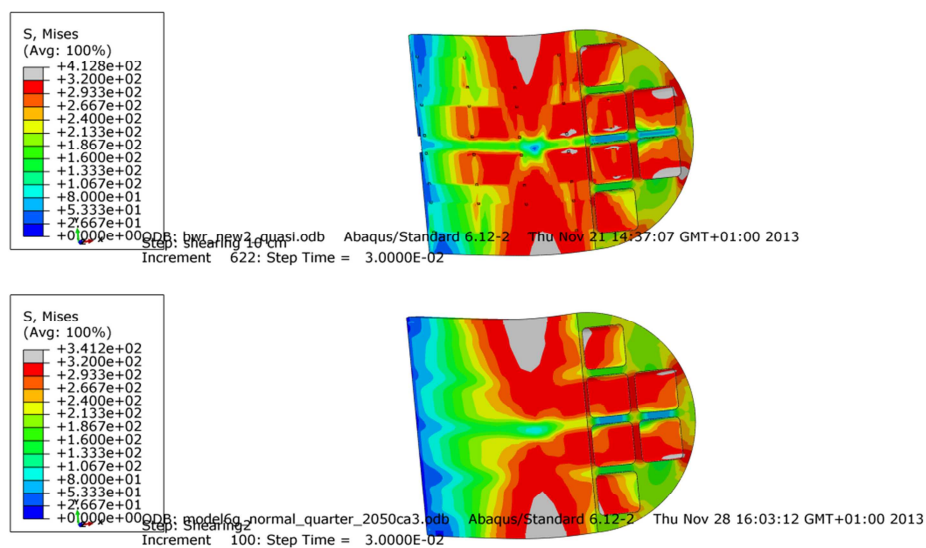 S, Mises
(Avg: 100%)
+4.128e+02
+3.200e+02
+2.933e+02
+2.667e+02
+2.400e+02
+2.133e+02
+1.867e+02
+1.600e+02
+1.333e+02
+1.067e+02
+8.000e+01
+5.333e+01
+2.667e+01
+0.000e+00
ODB: bwr_new2_quasi.odb Abaqus/Standard 6.12-2 Thu Nov 21 14:37:07 GMT+01:00 2013
Step: shearing 10 cm
Increment 622: Step Time = 3.0000E-02
S, Mises
(Avg: 100%)
+3.412e+02
+3.200e+02
+2.933e+02
+2.667e+02
+2.400e+02
+2.133e+02
+1.867e+02
+1.600e+02
+1.333e+02
+1.067e+02
+8.000e+01
+5.333e+01
+2.667e+01
+0.000e+00
Abaqus/Standard 6.12-2 Thu Nov 28 16:03:12 GMT+01:00 2013
Step: Shearing2
Increment 100: Step Time = 3.0000E-02